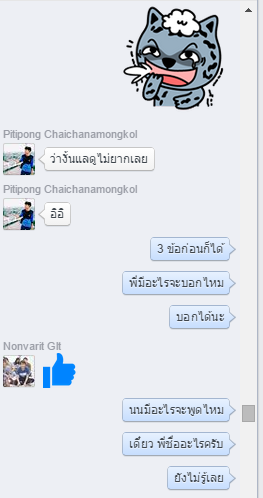 Pitipong Chaichanamongkol
ว่างั้นแลดูไม่ยากเลย
Pitipong Chaichanamongkol
อิอิ
3 ข้อก่อนก็ได้
พี่มีอะไรจะบอกไหม
บอกได้นะ
Nonvarit Glt
นนมีอะไรจะพูดไหม
เดี๋ยว พี่ชื่ออะไรครับ
ยังไม่รู้เลย